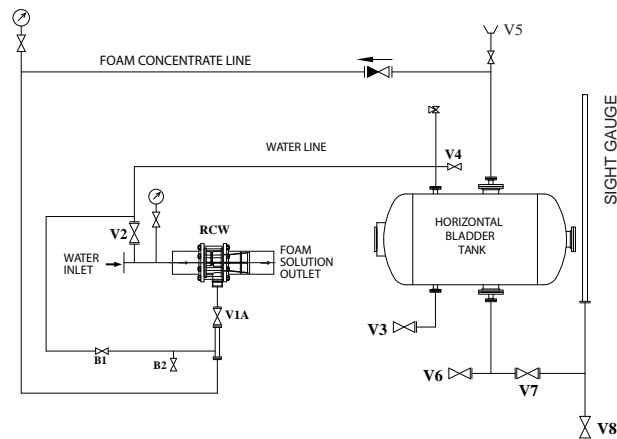 V5
FOAM CONCENTRATE LINE
SIGHT GAUGE
WATER LINE
V4
RCW
V2
HORIZONTAL
BLADDER
TANK
WATER
INLET
FOAM
SOLUTION
OUTLET
V1A
V3
B1
B2
V6
V7
V8